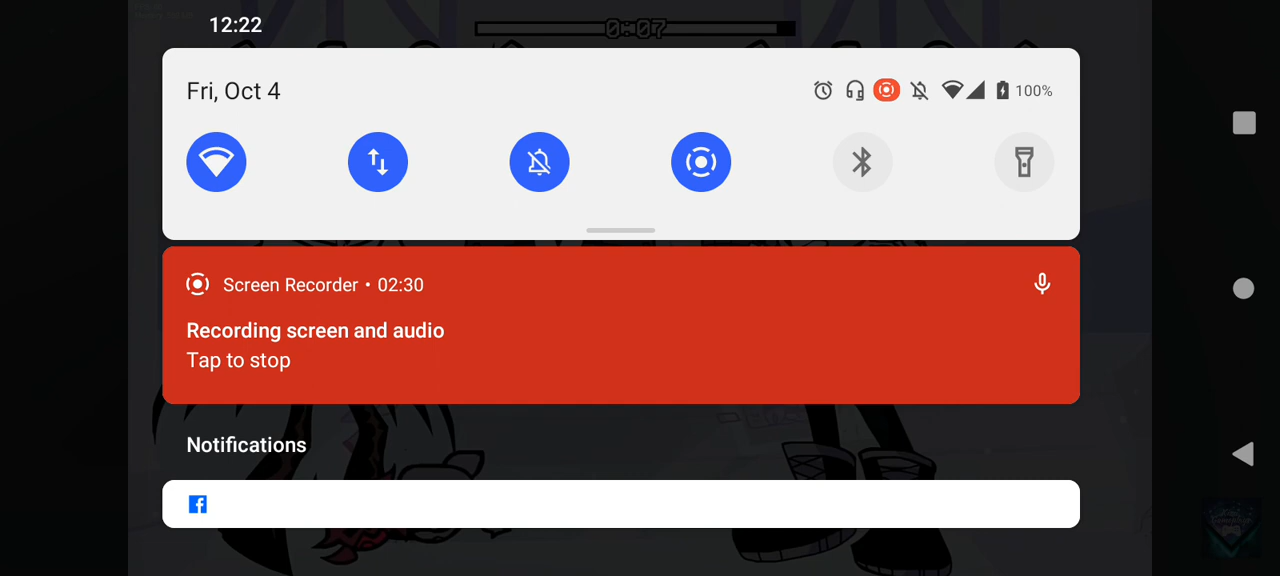 12:22
0:07
Fri, Oct 4
100%
Screen Recorder • 02:30
Recording screen and audio
Tap to stop
Notifications